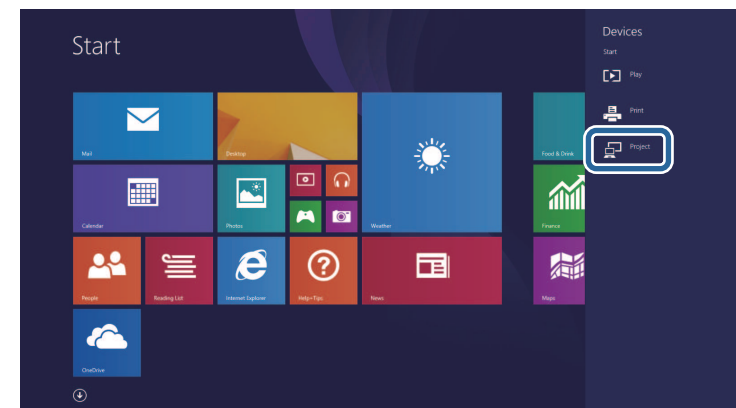 Start
Mail
Desktop
Calendar
Photos
Weather
Food & Drink
Finance
People
Reading List
Internet Explorer
Help+Tips
News
Maps
OneDrive
Devices
Start
Play
Print
Project